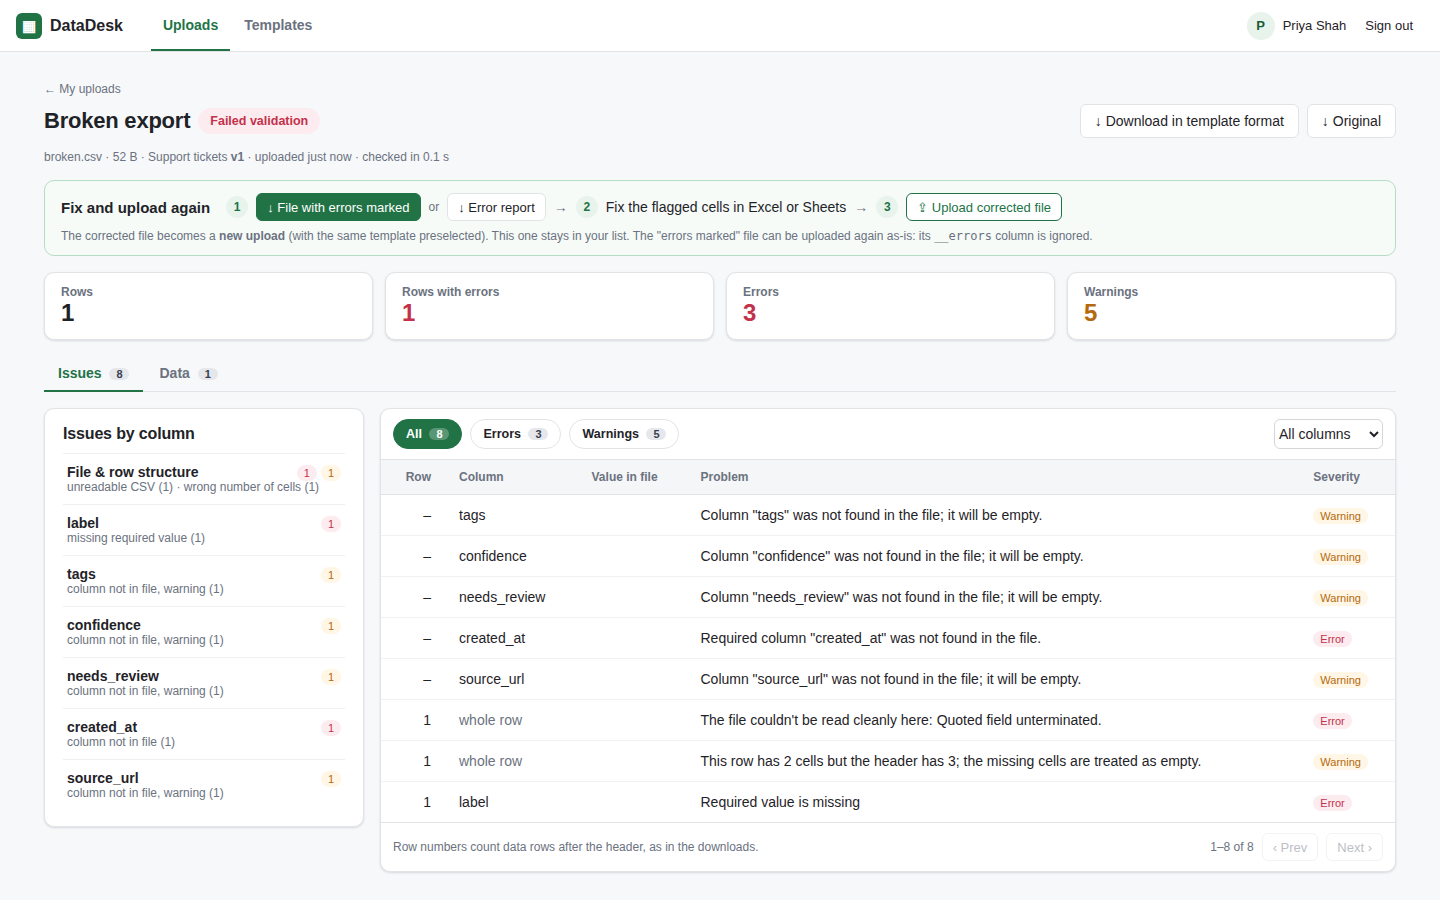 DataDesk
Uploads
Templates
P
Priya Shah
Sign out
← My uploads
Broken export
Failed validation
↓ Download in template format
↓ Original
broken.csv · 52 B · Support tickets v1 · uploaded just now · checked in 0.1 s
Fix and upload again 1 ↓ File with errors marked or ↓ Error report → 2 Fix the flagged cells in Excel or Sheets → 3 ⇪ Upload corrected file
The corrected file becomes a new upload (with the same template preselected). This one stays in your list. The "errors marked" file can be uploaded again as-is: its __errors column is ignored.
Rows
1
Rows with errors
1
Errors
3
Warnings
5
Issues 8
Data 1
Issues by column
File & row structure 1 1
unreadable CSV (1) · wrong number of cells (1)
label 1
missing required value (1)
tags 1
column not in file, warning (1)
confidence 1
column not in file, warning (1)
needs_review 1
column not in file, warning (1)
created_at 1
column not in file (1)
source_url 1
column not in file, warning (1)
All 8
Errors 3
Warnings 5
All columns
Row Column Value in file Problem Severity
– tags Column "tags" was not found in the file; it will be empty. Warning
– confidence Column "confidence" was not found in the file; it will be empty. Warning
– needs_review Column "needs_review" was not found in the file; it will be empty. Warning
– created_at Required column "created_at" was not found in the file. Error
– source_url Column "source_url" was not found in the file; it will be empty. Warning
1 whole row The file couldn't be read cleanly here: Quoted field unterminated. Error
1 whole row This row has 2 cells but the header has 3; the missing cells are treated as empty. Warning
1 label Required value is missing Error
Row numbers count data rows after the header, as in the downloads.
1–8 of 8
‹ Prev
Next ›